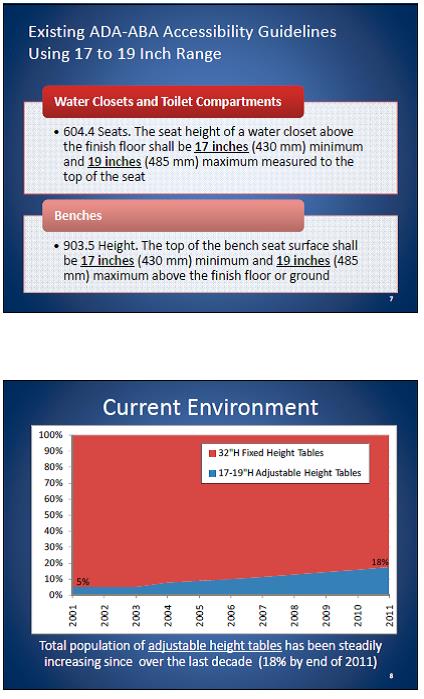 Existing ADA-ABA Accessibility Guidelines
Using 17 to 19 Inch Range
Water Closets and Toilet Compartments
• 604.4 Seats. The seat height of a water closet above
the finish floor shall be 17 inches (430 mm) minimum
and 19 inches (485 mm) maximum measured to the
top of the seat
Benches
• 903.5 Height. The top of the bench seat surface shall
be 17 inches (430 mm) minimum and 19 inches (485
mm) maximum above the finish floor or ground
7
Current Environment
100%
90%
80%
70%
60%
50%
40%
30%
20%
10%
0%
32"H Fixed Height Tables
17-19"H Adjustable Height Tables
5%
18%
2001 2002 2003 2004 2005 2006 2007 2008 2009 2010 2011
Total population of adjustable height tables has been steadily
increasing since over the last decade (18% by end of 2011)
8